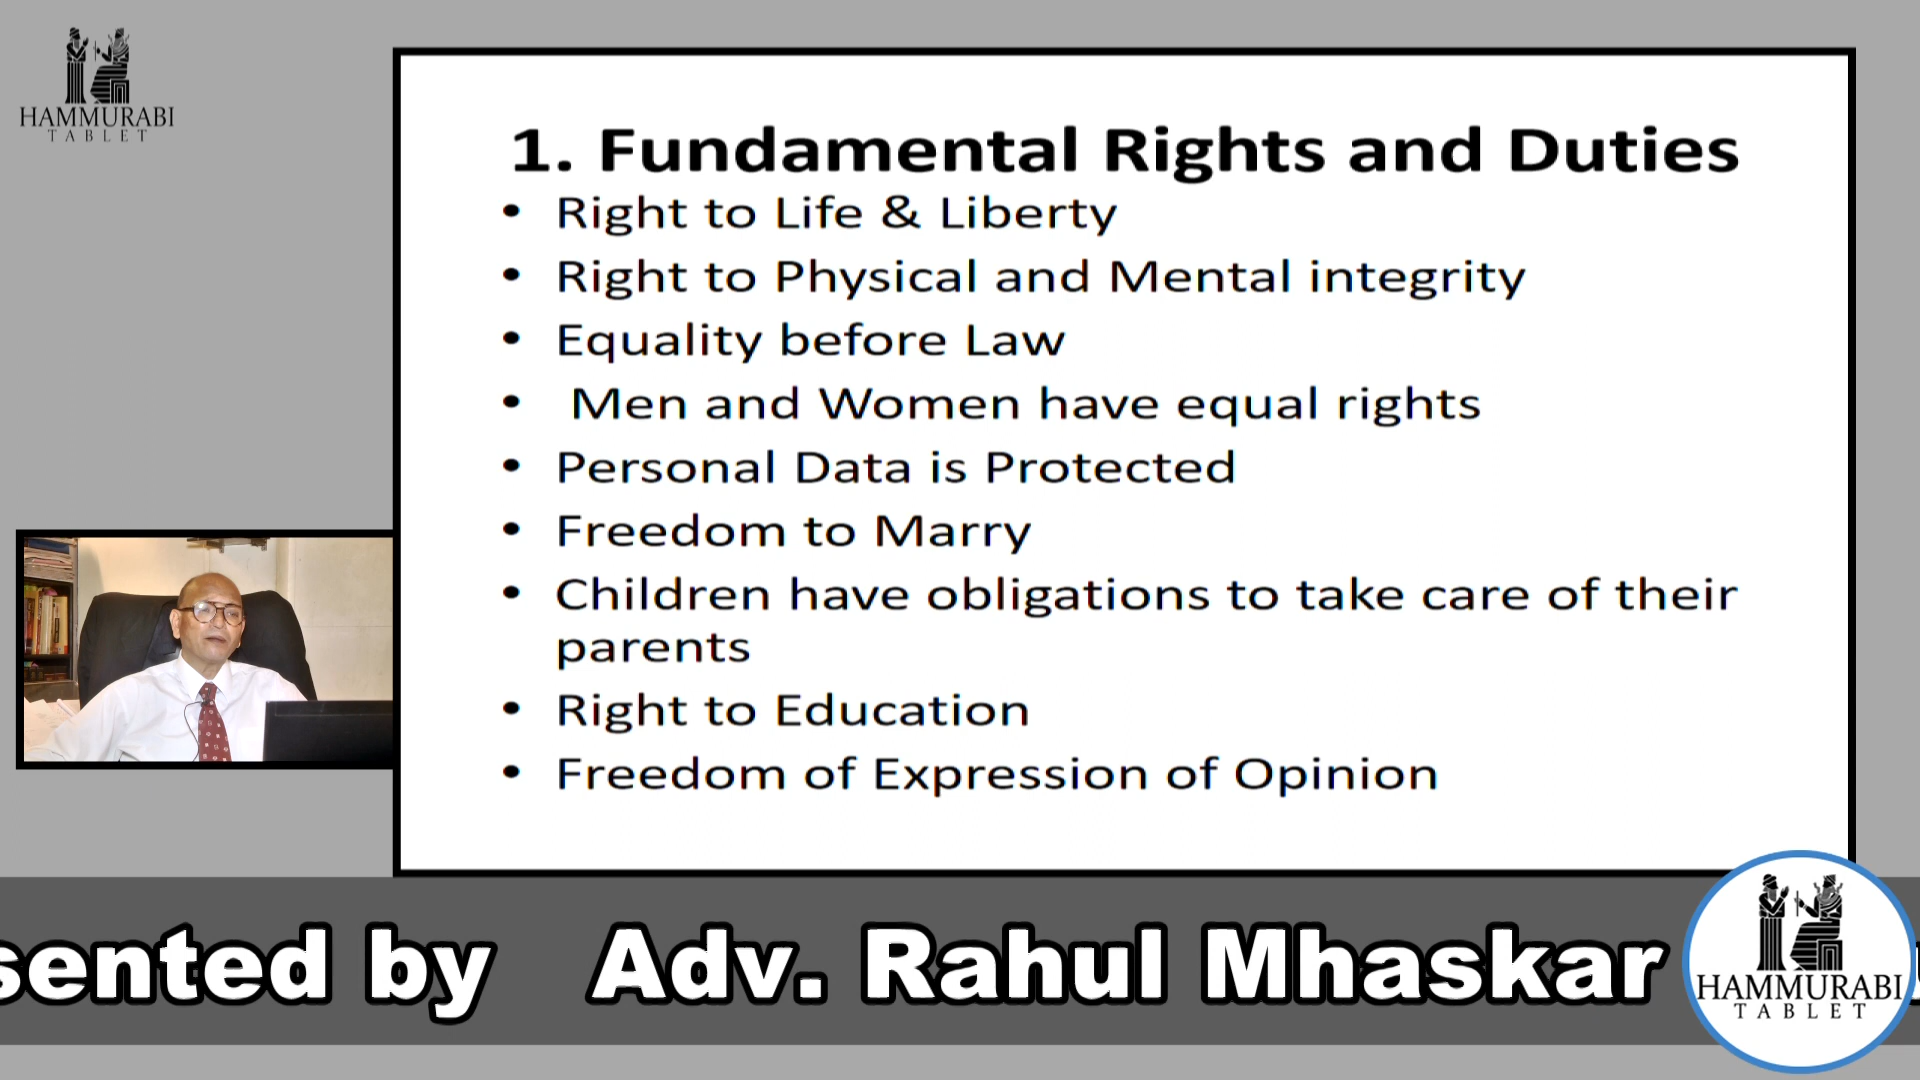 HAMMURABI
TABLET
1. Fundamental Rights and Duties
• Right to Life & Liberty
• Right to Physical and Mental integrity
• Equality before Law
• Men and Women have equal rights
• Personal Data is Protected
• Freedom to Marry
• Children have obligations to take care of their
parents
• Right to Education
• Freedom of Expression of Opinion
sented by Adv. Rahul Mhaskar
HAMMURABI
TABLET